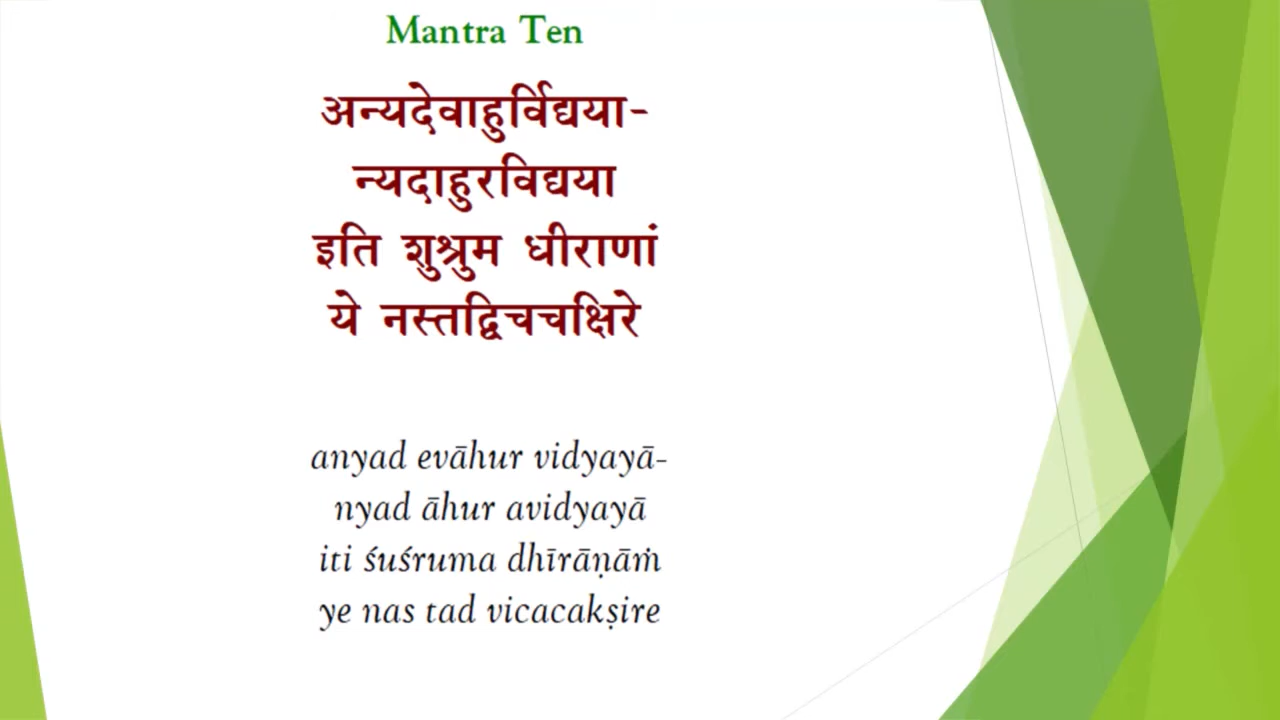 Mantra Ten
अन्यदेवाहुर्विद्यया-
न्यदाहुरविद्यया
इति शुश्रुम धीराणां
ये नस्तद्विचचक्षिरे
anyad evāhur vidyayā-
nyad āhur avidyayā
iti śuśruma dhīrāṇāṁ
ye nas tad vicacakṣire